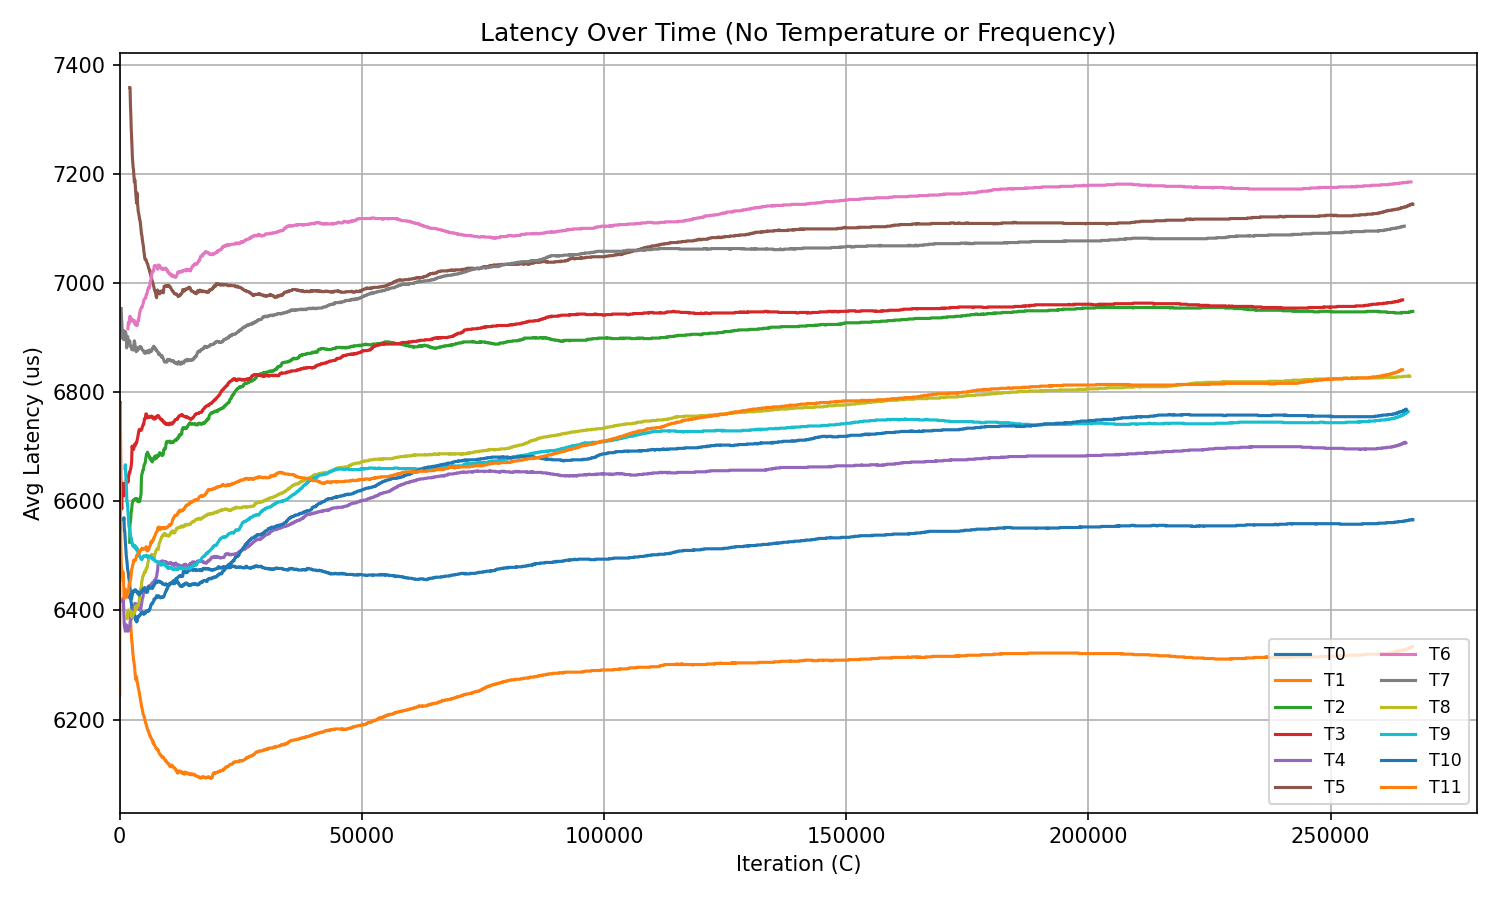 Latency Over Time (No Temperature or Frequency)
7400
7200
7000
6800
6600
6400
6200
Avg Latency (us)
0
50000
100000
150000
200000
250000
Iteration (C)
T0
T1
T2
T3
T4
T5
T6
T7
T8
T9
T10
T11